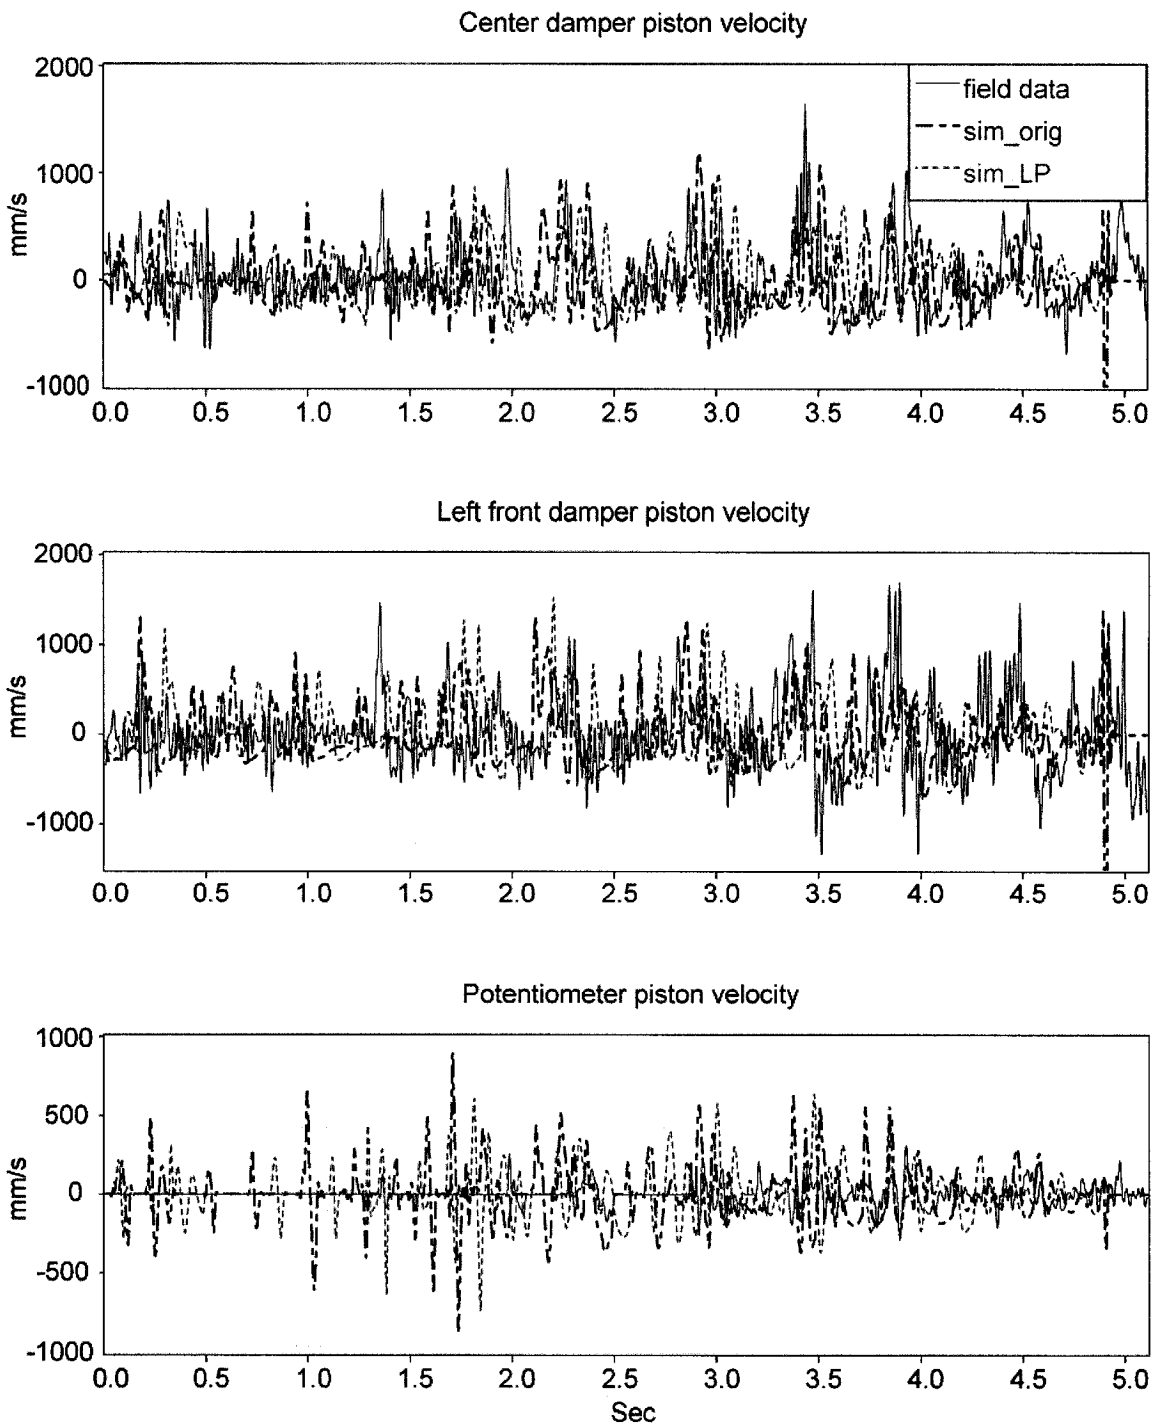 Center damper piston velocity
2000
1000
0
-1000
mm/s
field data
sim_orig
sim_LP
0.0 0.5 1.0 1.5 2.0 2.5 3.0 3.5 4.0 4.5 5.0
Left front damper piston velocity
2000
1000
0
-1000
mm/s
0.0 0.5 1.0 1.5 2.0 2.5 3.0 3.5 4.0 4.5 5.0
Potentiometer piston velocity
1000
500
0
-500
-1000
mm/s
0.0 0.5 1.0 1.5 2.0 2.5 3.0 3.5 4.0 4.5 5.0
Sec